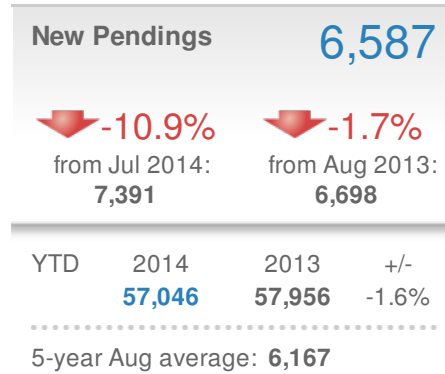 New Pendings 6,587
-10.9% -1.7%
from Jul 2014: from Aug 2013:
7,391 6,698
YTD 2014 2013 +/-
57,046 57,956 -1.6%
5-year Aug average: 6,167